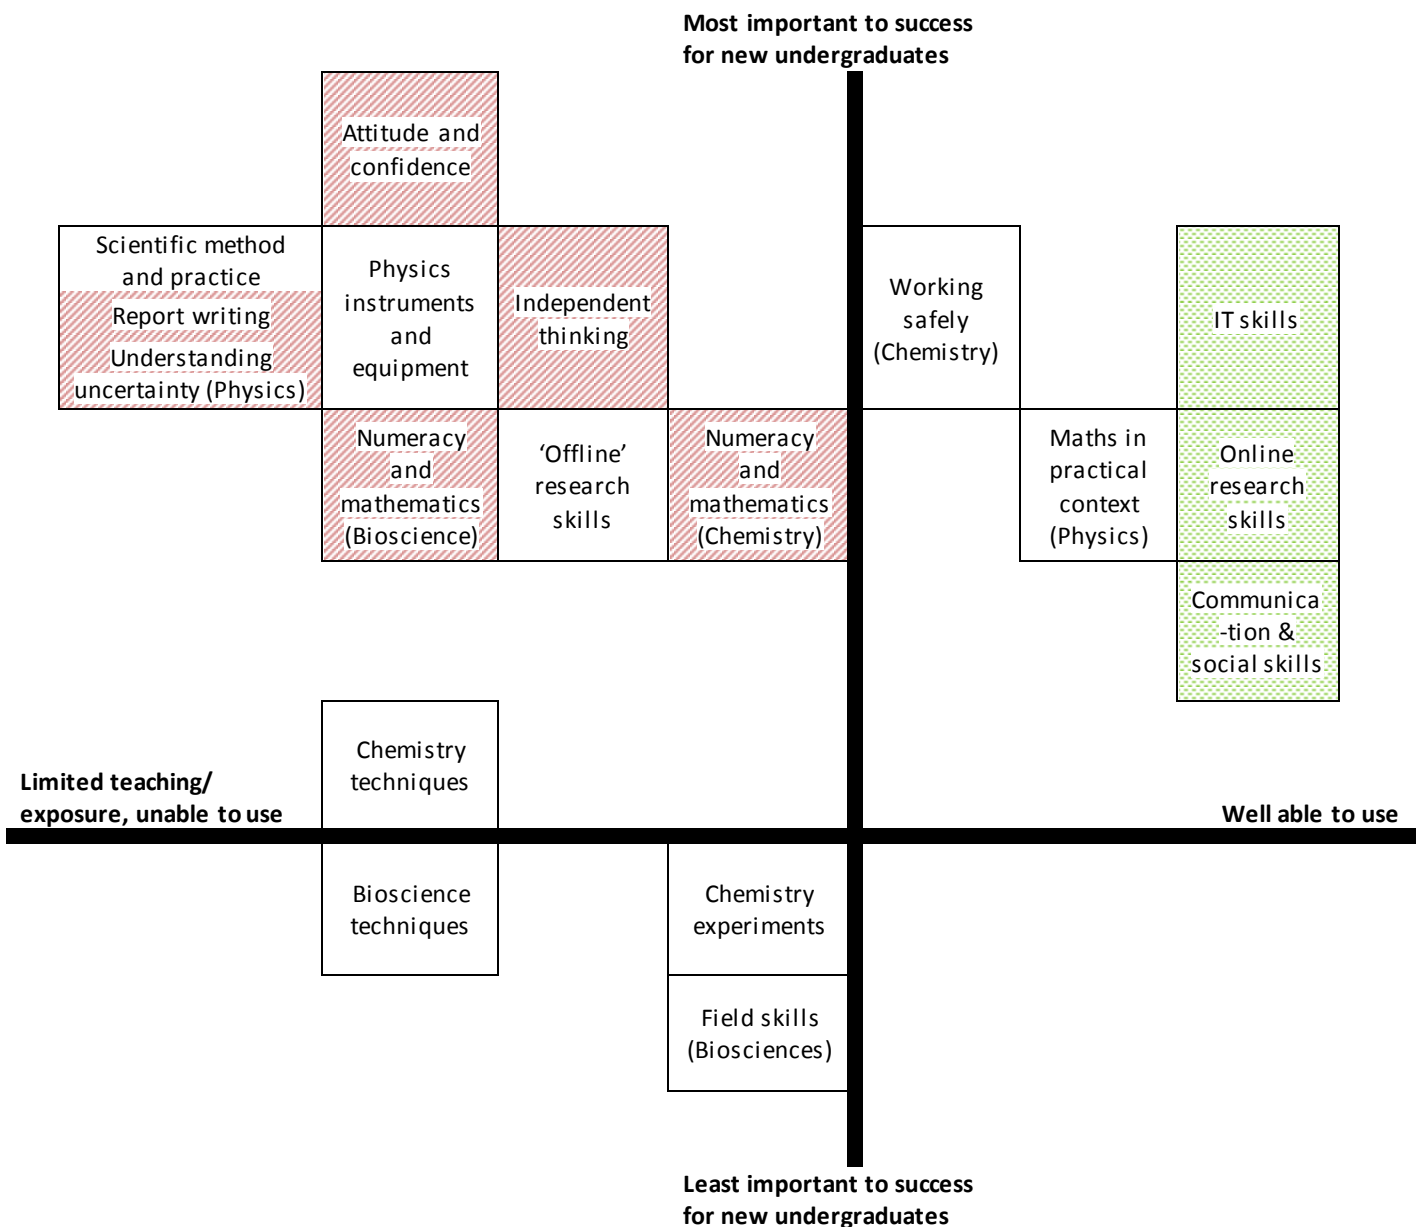 Most important to success
for new undergraduates
Attitude and
confidence
Scientific method
and practice
Report writing
Understanding
uncertainty (Physics)
Physics
instruments
and
equipment
Independent
thinking
Working
safely
(Chemistry)
IT skills
Numeracy
and
mathematics
(Bioscience)
‘Offline’
research
skills
Numeracy
and
mathematics
(Chemistry)
Maths in
practical
context
(Physics)
Online
research
skills
Communica
-tion &
social skills
Chemistry
techniques
Limited teaching/
exposure, unable to use
Well able to use
Bioscience
techniques
Chemistry
experiments
Field skills
(Biosciences)
Least important to success
for new undergraduates